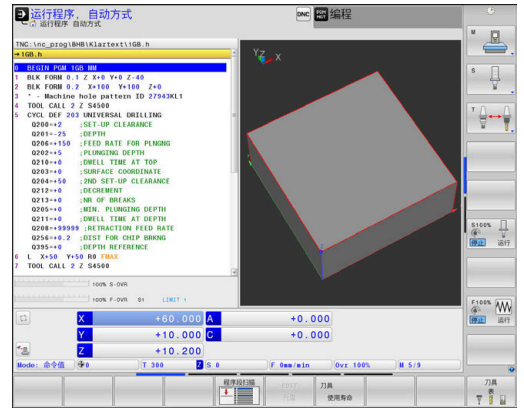 运行程序, 自动方式
运行程序 自动方式
DNC
编程
TNC:\nc_prog\BHB\Klartext\1GB.h
→1GB.h
0 BEGIN PGM 1GB MM
1 BLK FORM 0.1 Z X+0 Y+0 Z-40
2 BLK FORM 0.2 X+100 Y+100 Z+0
3 * - Machine hole pattern ID 27943KL1
4 TOOL CALL 2 Z S4500
5 CYCL DEF 203 UNIVERSAL DRILLING
Q200=+2 ;SET-UP CLEARANCE
Q201=-25 ;DEPTH
Q206=+150 ;FEED RATE FOR PLNGNG
Q202=+5 ;PLUNGING DEPTH
Q210=+0 ;DWELL TIME AT TOP
Q203=+0 ;SURFACE COORDINATE
Q204=+50 ;2ND SET-UP CLEARANCE
Q212=+0 ;DECREMENT
Q213=+0 ;NR OF BREAKS
Q205=+0 ;MIN. PLUNGING DEPTH
Q211=+0 ;DWELL TIME AT DEPTH
Q208=+99999 ;RETRACTION FEED RATE
Q256=+0.2 ;DIST FOR CHIP BRKNG
Q395=+0 ;DEPTH REFERENCE
6 L X+50 Y+50 R0 FMAX
7 TOOL CALL 2 Z S4500
Y Z X
M
S
T
S100%
停止 运行
F100%
停止 运行
100% S-OVR
100% F-OVR S1 LIMIT 1
X +60.000 A +0.000
Y +10.000 C +0.000
Z +10.200
Mode: 命令值 0 T 300 Z S 0 F 0mm/min Ovr 100% M 5/9
程序段扫描
刀具
使用寿命
刀具
表